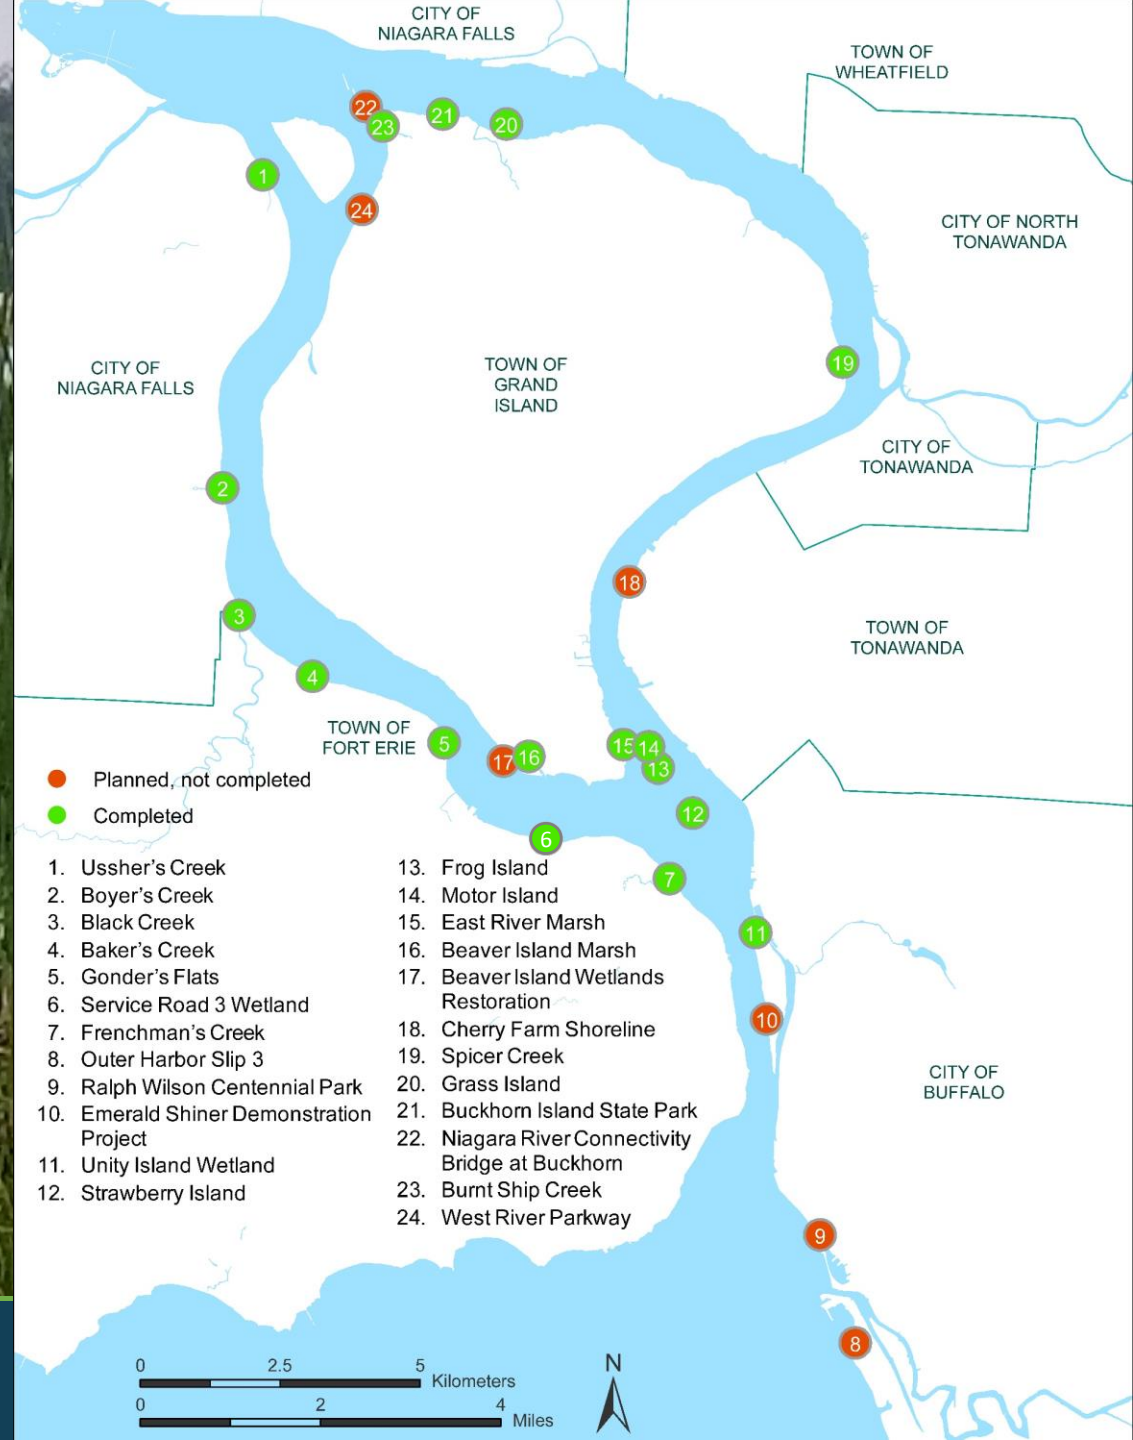 CITY OF
NIAGARA FALLS
TOWN OF
WHEATFIELD
22
23
21
20
1
24
CITY OF NORTH
TONAWANDA
CITY OF
NIAGARA FALLS
TOWN OF
GRAND
ISLAND
19
CITY OF
TONAWANDA
2
18
3
TOWN OF
TONAWANDA
4
TOWN OF
FORT ERIE
5
17
16
15
14
13
12
6
7
11
10
CITY OF
BUFFALO
9
8
Planned, not completed
Completed
1. Ussher's Creek
2. Boyer's Creek
3. Black Creek
4. Baker's Creek
5. Gonder's Flats
6. Service Road 3 Wetland
7. Frenchman's Creek
8. Outer Harbor Slip 3
9. Ralph Wilson Centennial Park
10. Emerald Shiner Demonstration
Project
11. Unity Island Wetland
12. Strawberry Island
13. Frog Island
14. Motor Island
15. East River Marsh
16. Beaver Island Marsh
17. Beaver Island Wetlands
Restoration
18. Cherry Farm Shoreline
19. Spicer Creek
20. Grass Island
21. Buckhorn Island State Park
22. Niagara River Connectivity
Bridge at Buckhorn
23. Burnt Ship Creek
24. West River Parkway
0 2.5 5
Kilometers
0 2 4
Miles
N